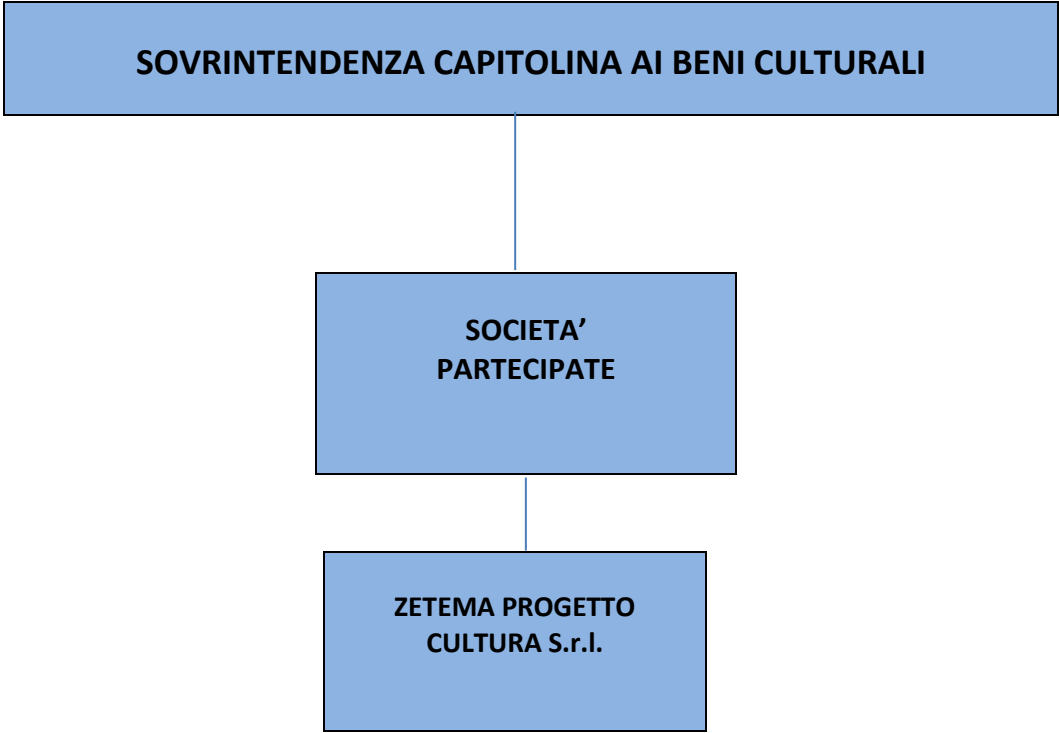 SOVRINTENDENZA CAPITOLINA AI BENI CULTURALI
SOCIETA’
PARTECIPATE
ZETEMA PROGETTO
CULTURA S.r.l.